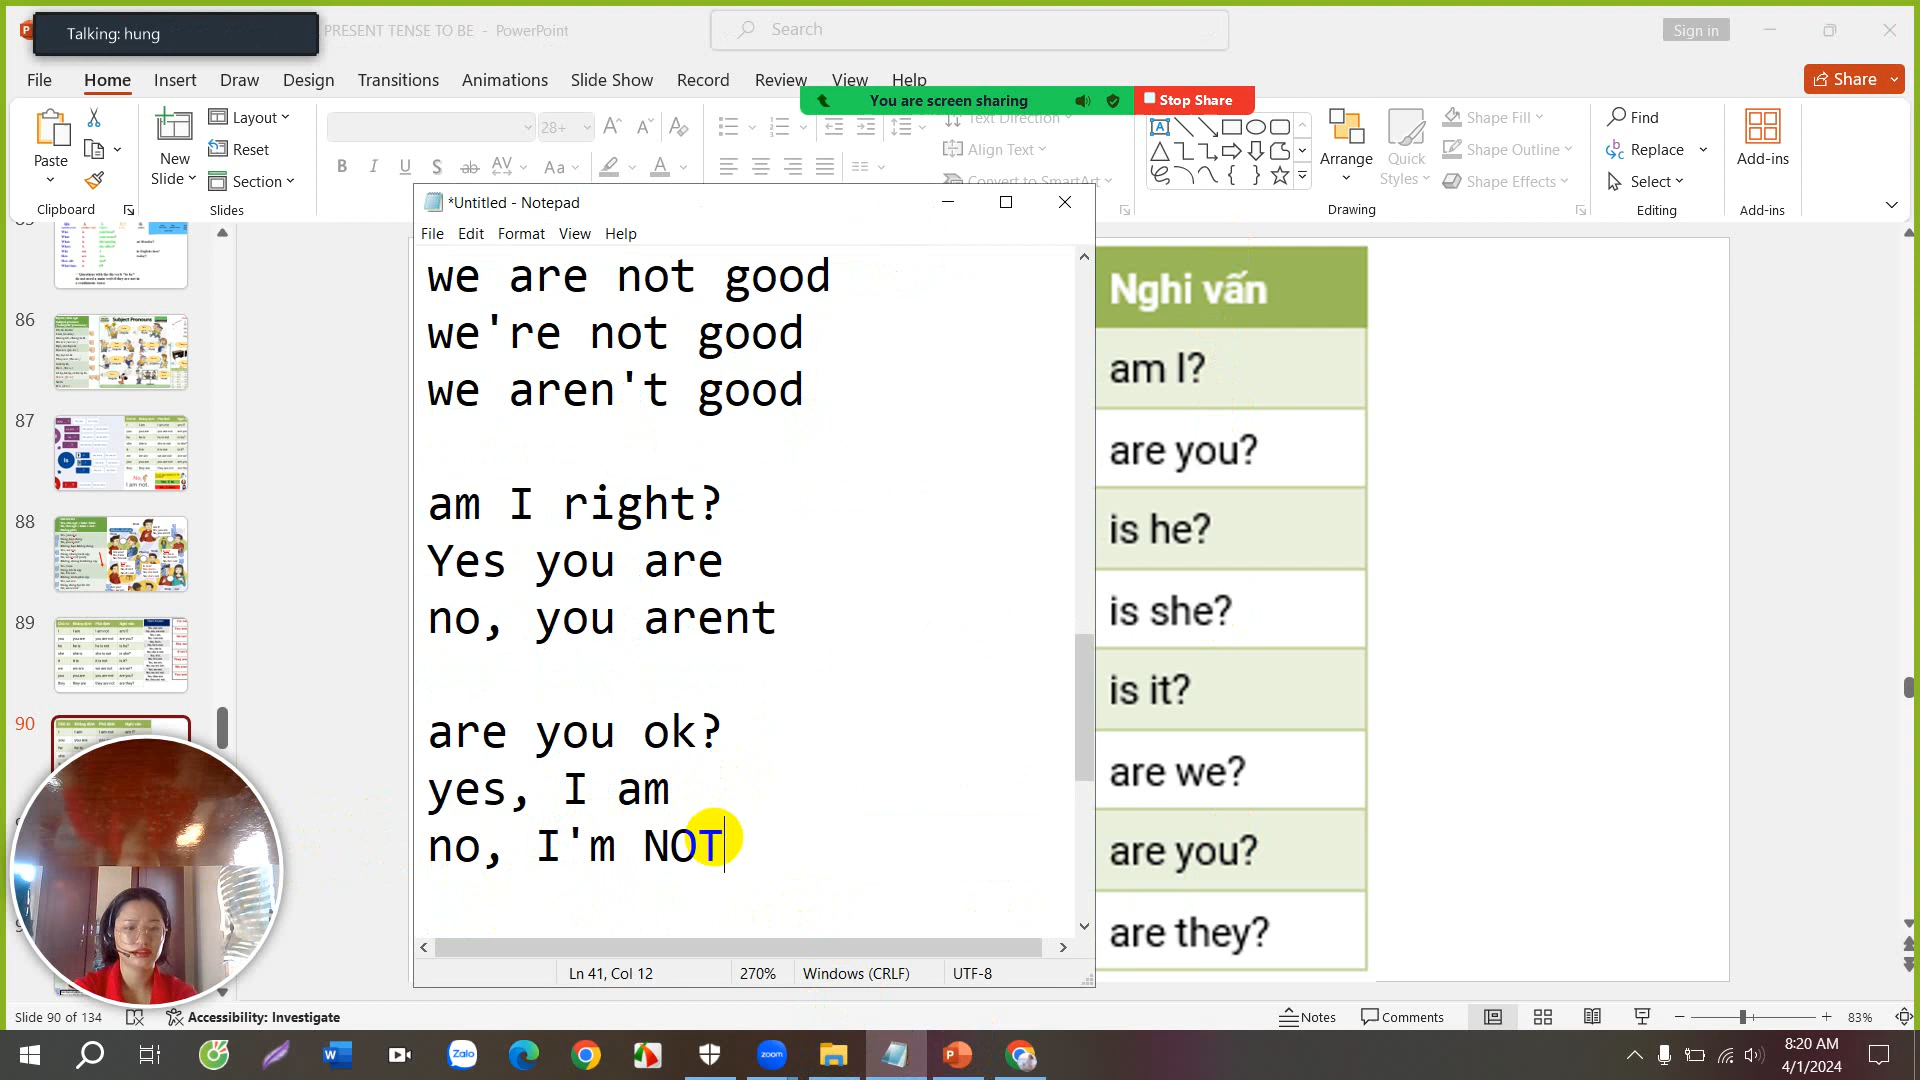 Talking: hung
PRESENT TENSE TO BE - PowerPoint
Search
Sign in
File Home Insert Draw Design Transitions Animations Slide Show Record Review View Help
Share
You are screen sharing
Stop Share
Paste
New
Slide
Layout
Reset
Section
28+
Text Direction
Align Text
Convert to SmartArt
Arrange
Quick
Styles
Shape Fill
Shape Outline
Shape Effects
Find
Replace
Select
Add-ins
Clipboard
Slides
Drawing
Editing
Add-ins
*Untitled - Notepad
File Edit Format View Help
we are not good
we're not good
we aren't good
am I right?
Yes you are
no, you arent
are you ok?
yes, I am
no, I'm NOT
Ln 41, Col 12
270%
Windows (CRLF)
UTF-8
Nghi vấn
am I?
are you?
is he?
is she?
is it?
are we?
are you?
are they?
86
Subject Pronouns
87
88
89
90
Slide 90 of 134
Accessibility: Investigate
Notes
Comments
83%
Zalo
zoom
8:20 AM
4/1/2024